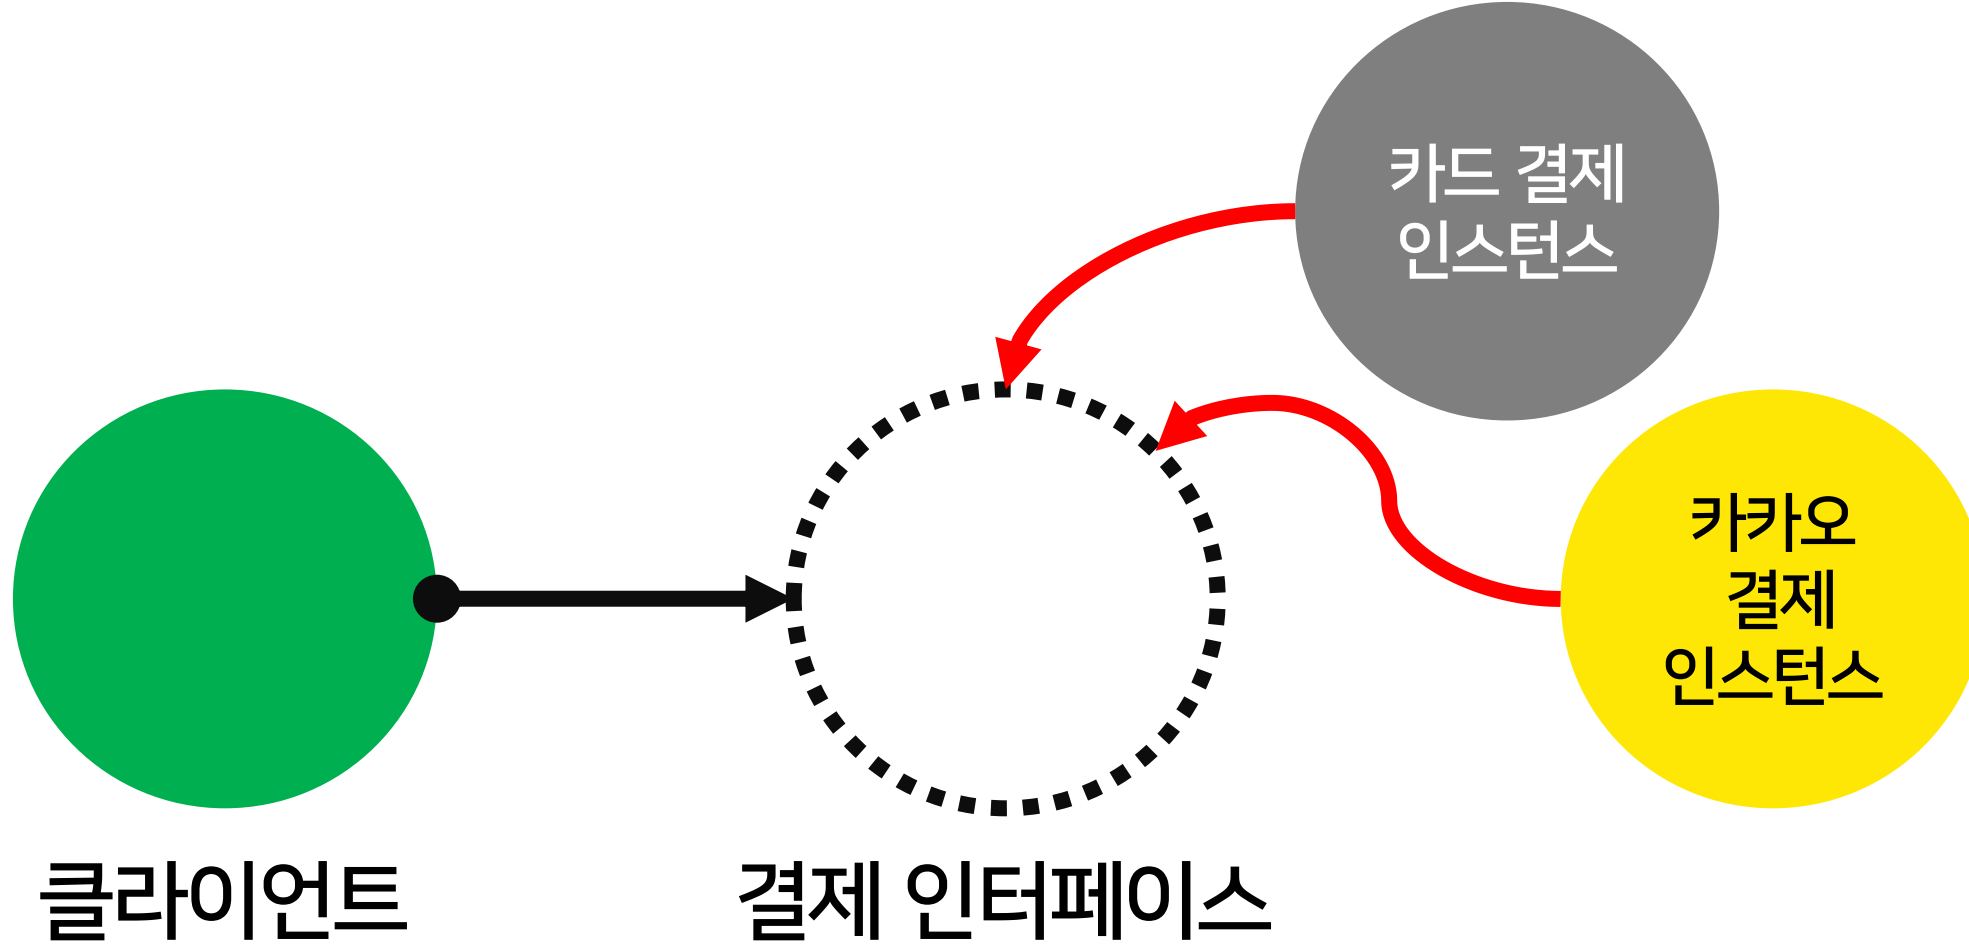 카드 결제
인스턴스
카카오
결제
인스턴스
클라이언트
결제 인터페이스